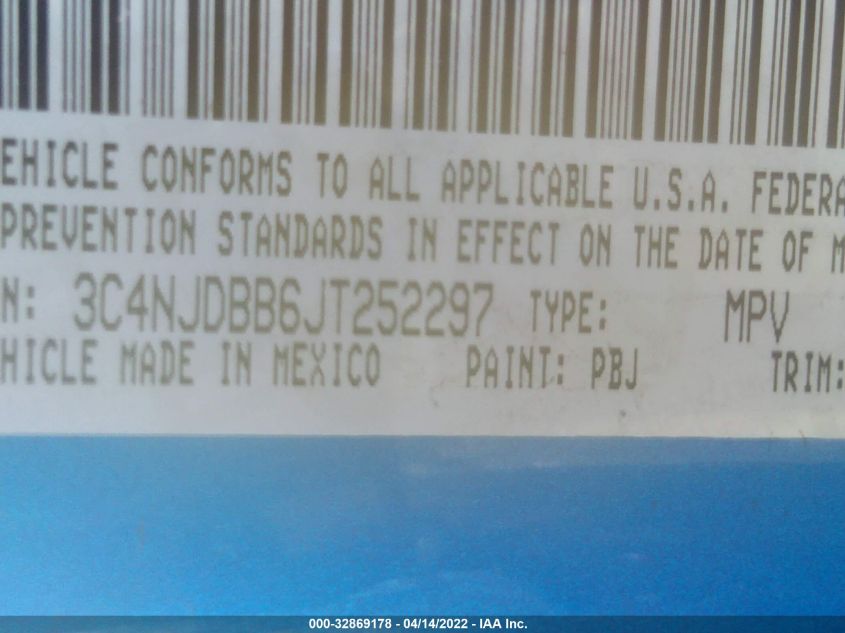 EHICLE CONFORMS TO ALL APPLICABLE U.S.A. FEDERA
PREVENTION STANDARDS IN EFFECT ON THE DATE OF M
N: 3C4NJDBB6JT252297 TYPE: MPV
HICLE MADE IN MEXICO PAINT: PBJ TRIM:
000-32869178 - 04/14/2022 - IAA Inc.